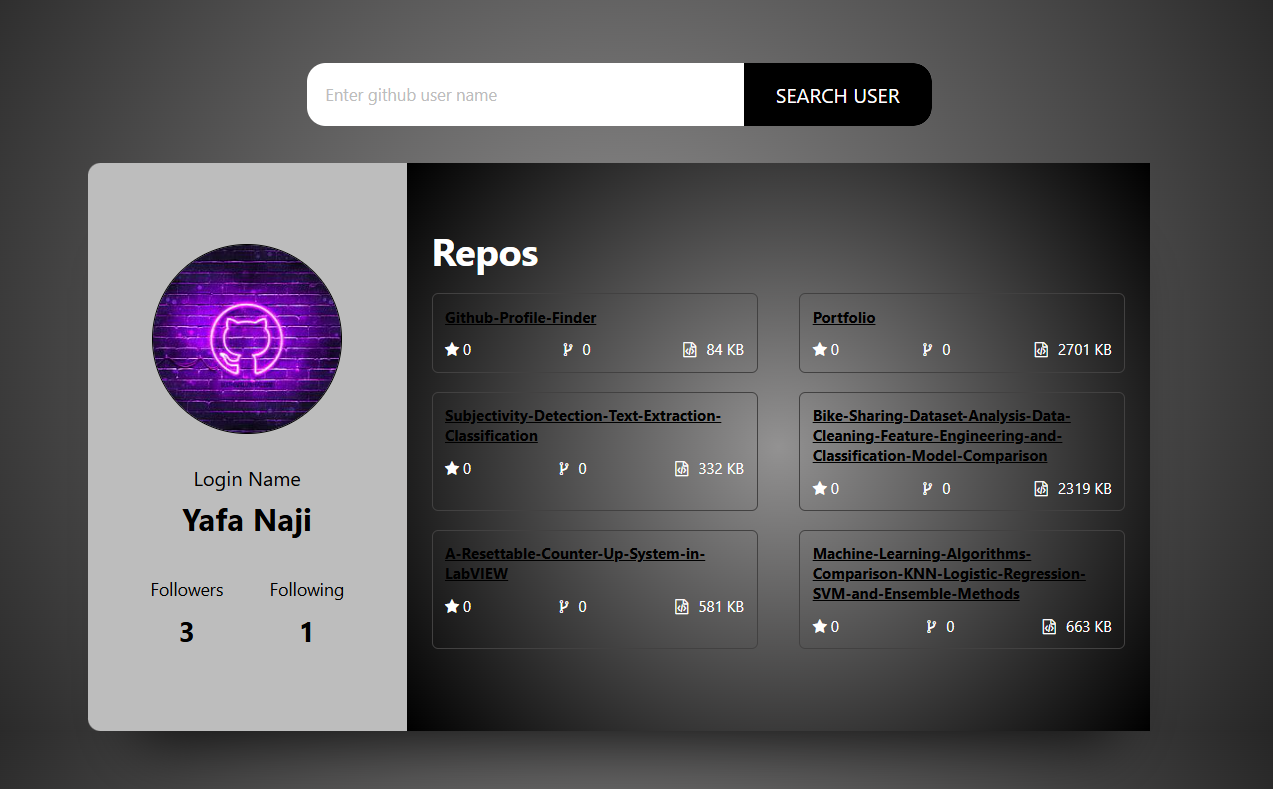 Enter github user name
SEARCH USER
Login Name
Yafa Naji
Followers
Following
3
1
Repos
Github-Profile-Finder
0
0
84 KB
Portfolio
0
0
2701 KB
Subjectivity-Detection-Text-Extraction-
Classification
0
0
332 KB
Bike-Sharing-Dataset-Analysis-Data-
Cleaning-Feature-Engineering-and-
Classification-Model-Comparison
0
0
2319 KB
A-Resettable-Counter-Up-System-in-
LabVIEW
0
0
581 KB
Machine-Learning-Algorithms-
Comparison-KNN-Logistic-Regression-
SVM-and-Ensemble-Methods
0
0
663 KB